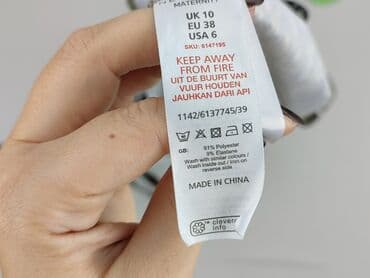 MATERNITY
UK 10
EU 38
USA 6
SKU: 6147195
KEEP AWAY
FROM FIRE
UIT DE BUURT VAN
VUUR HOUDEN
JAUHKAN DARI API
1142/6137745/39
GB: 91% Polyester
9% Elastane
Wash with similar colours /
Wash inside out / Iron on
reverse side
MADE IN CHINA
clevercare
info